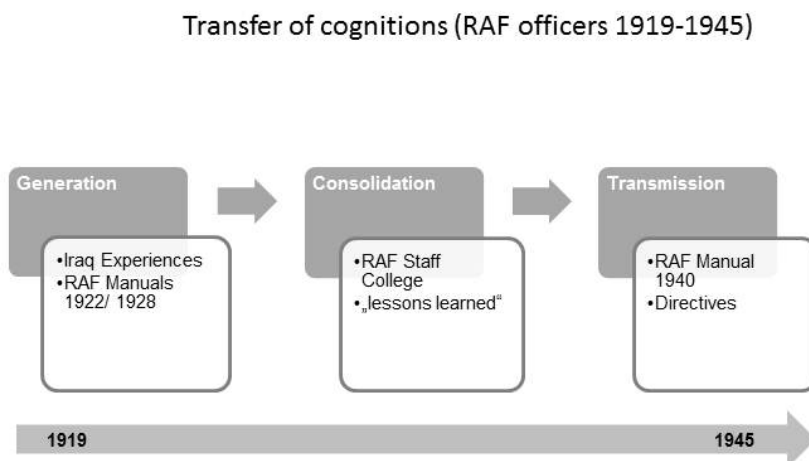 Transfer of cognitions (RAF officers 1919-1945)
Generation
•Iraq Experiences
•RAF Manuals
1922/ 1928
Consolidation
•RAF Staff
College
•„lessons learned“
Transmission
•RAF Manual
1940
•Directives
1919
1945